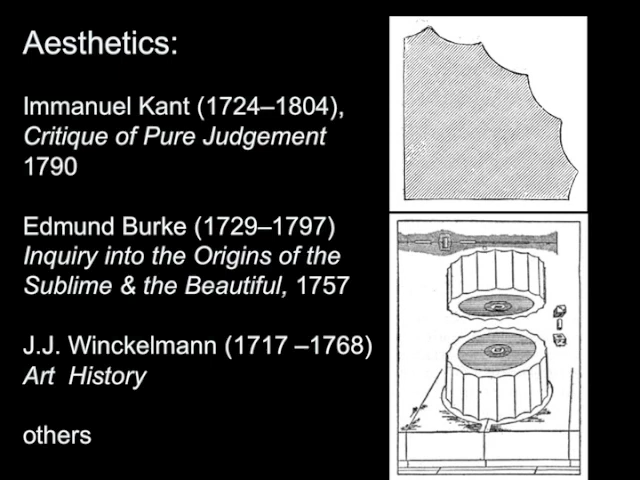 Aesthetics:
Immanuel Kant (1724–1804),
Critique of Pure Judgement
1790
Edmund Burke (1729–1797)
Inquiry into the Origins of the
Sublime & the Beautiful, 1757
J.J. Winckelmann (1717 –1768)
Art  History
others